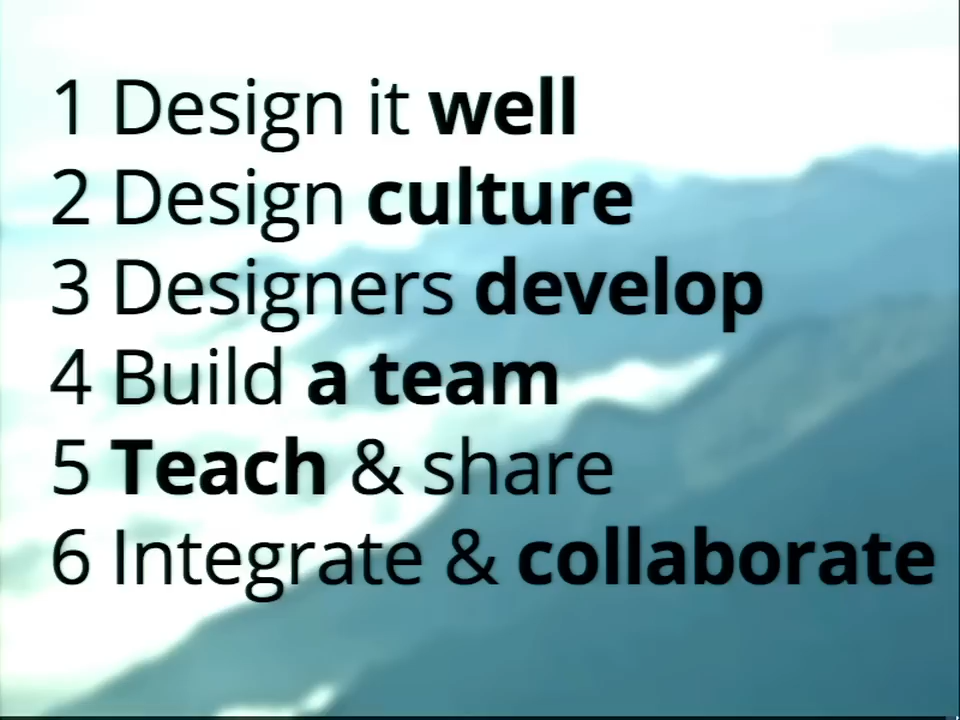 1 Design it well
2 Design culture
3 Designers develop
4 Build a team
5 Teach & share
6 Integrate & collaborate